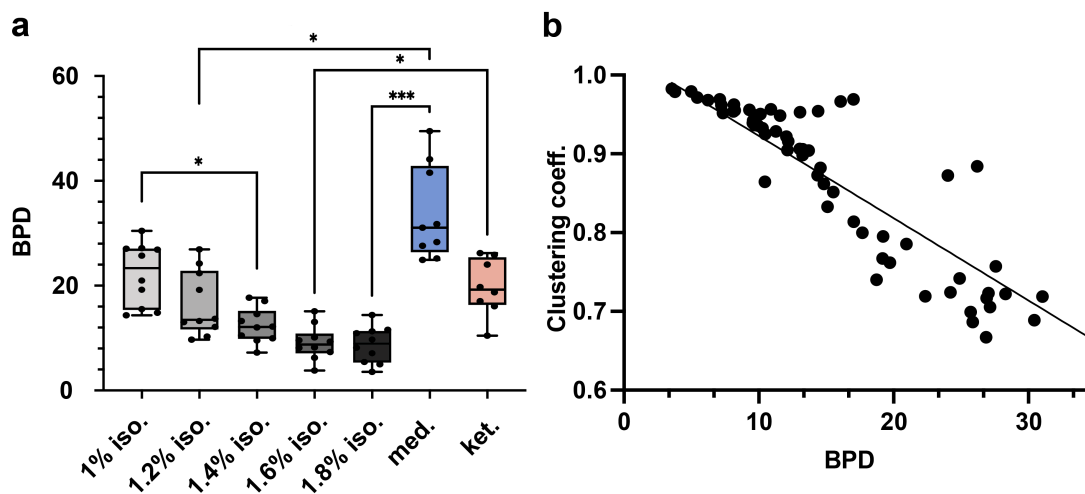 a
BPD
60
40
20
0
*
*
*
***
1% iso.
1.2% iso.
1.4% iso.
1.6% iso.
1.8% iso.
med.
ket.
b
Clustering coeff.
1.0
0.9
0.8
0.7
0.6
0
10
20
30
BPD